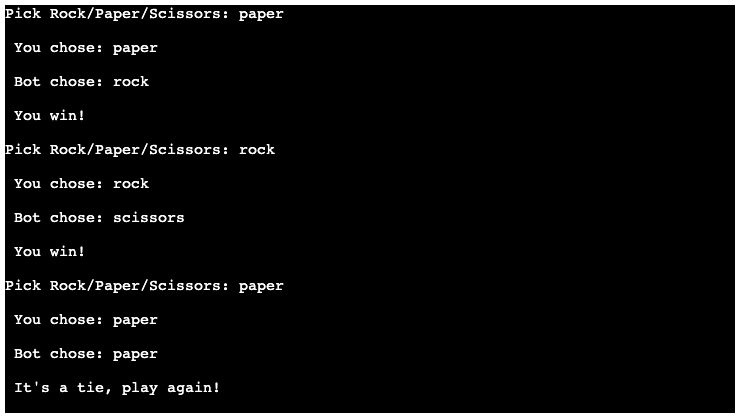 Pick Rock/Paper/Scissors: paper
You chose: paper
Bot chose: rock
You win!
Pick Rock/Paper/Scissors: rock
You chose: rock
Bot chose: scissors
You win!
Pick Rock/Paper/Scissors: paper
You chose: paper
Bot chose: paper
It's a tie, play again!